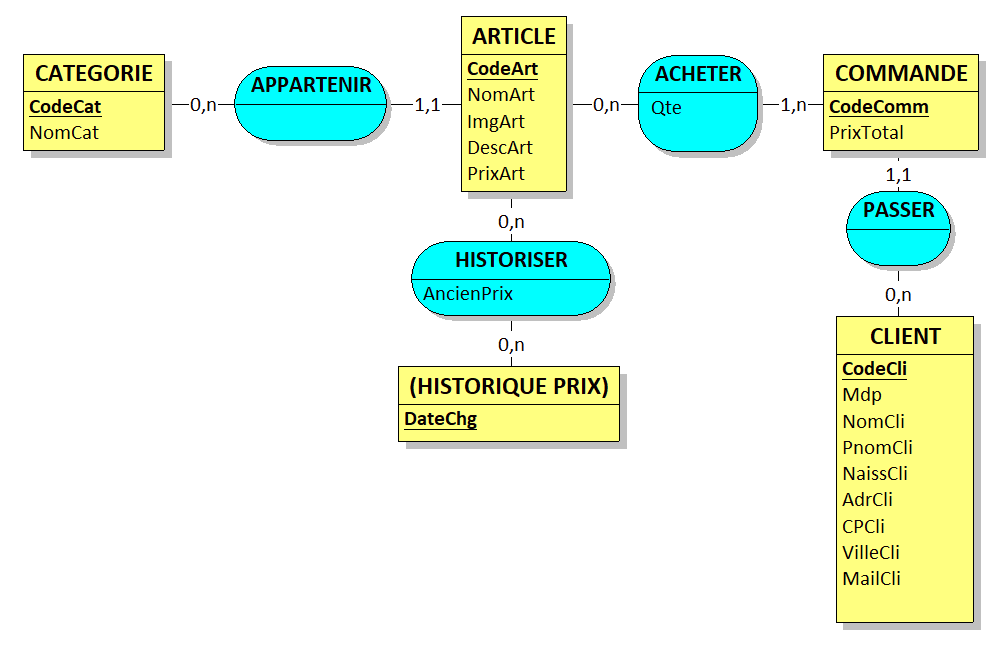 CATEGORIE
CodeCat
NomCat
0,n
APPARTENIR
1,1
ARTICLE
CodeArt
NomArt
ImgArt
DescArt
PrixArt
0,n
ACHETER
Qte
1,n
COMMANDE
CodeComm
PrixTotal
1,1
PASSER
0,n
0,n
HISTORISER
AncienPrix
0,n
(HISTORIQUE PRIX)
DateChg
CLIENT
CodeCli
Mdp
NomCli
PnomCli
NaissCli
AdrCli
CPCli
VilleCli
MailCli